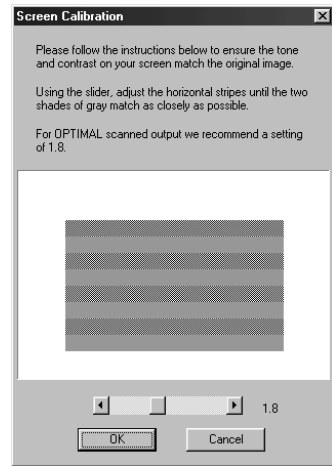 Screen Calibration
Please follow the instructions below to ensure the tone
and contrast on your screen match the original image.
Using the slider, adjust the horizontal stripes until the two
shades of gray match as closely as possible.
For OPTIMAL scanned output we recommend a setting
of 1.8.
1.8
OK Cancel